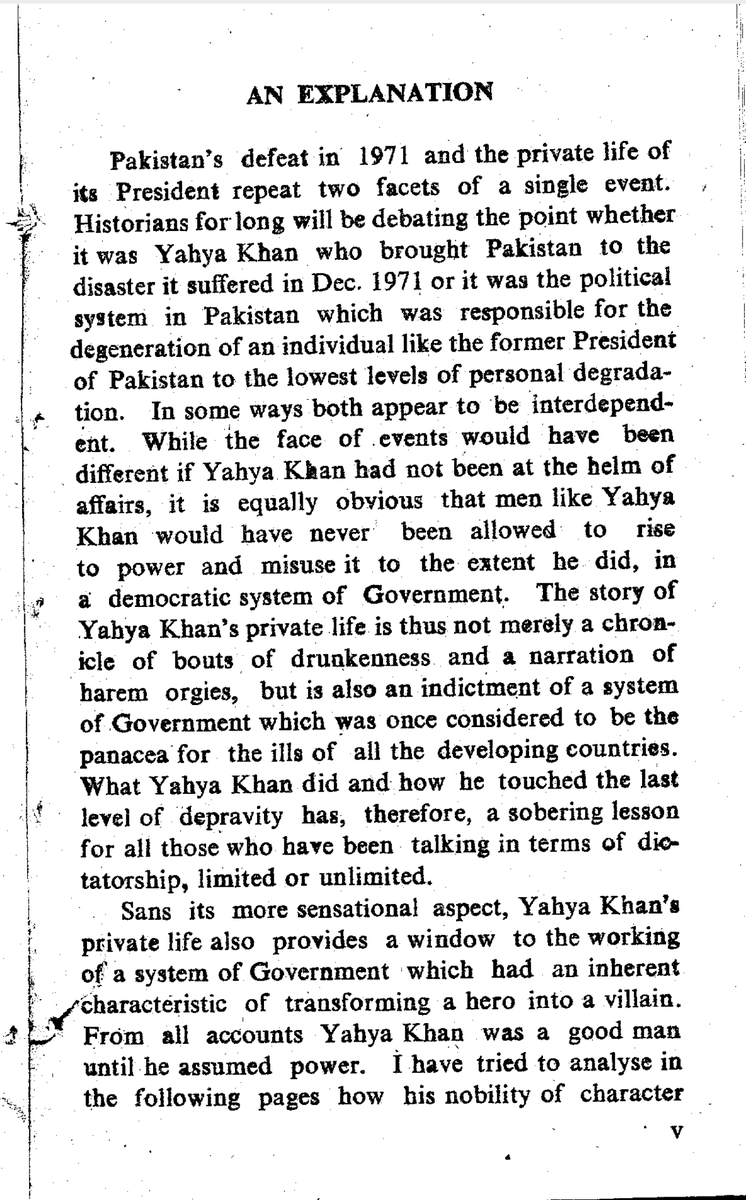 AN EXPLANATION
Pakistan's defeat in 1971 and the private life of
its President repeat two facets of a single event.
Historians for long will be debating the point whether
it was Yahya Khan who brought Pakistan to the
disaster it suffered in Dec. 1971 or it was the political
system in Pakistan which was responsible for the
degeneration of an individual like the former President
of Pakistan to the lowest levels of personal degrada-
tion. In some ways both appear to be interdepend-
ent. While the face of events would have been
different if Yahya Khan had not been at the helm of
affairs, it is equally obvious that men like Yahya
Khan would have never been allowed to rise
to power and misuse it to the extent he did, in
a democratic system of Government. The story of
Yahya Khan's private life is thus not merely a chron-
icle of bouts of drunkenness and a narration of
harem orgies, but is also an indictment of a system
of Government which was once considered to be the
panacea for the ills of all the developing countries.
What Yahya Khan did and how he touched the last
level of depravity has, therefore, a sobering lesson
for all those who have been talking in terms of dic-
tatorship, limited or unlimited.
Sans its more sensational aspect, Yahya Khan's
private life also provides a window to the working
of a system of Government which had an inherent
characteristic of transforming a hero into a villain.
From all accounts Yahya Khan was a good man
until he assumed power. I have tried to analyse in
the following pages how his nobility of character
v